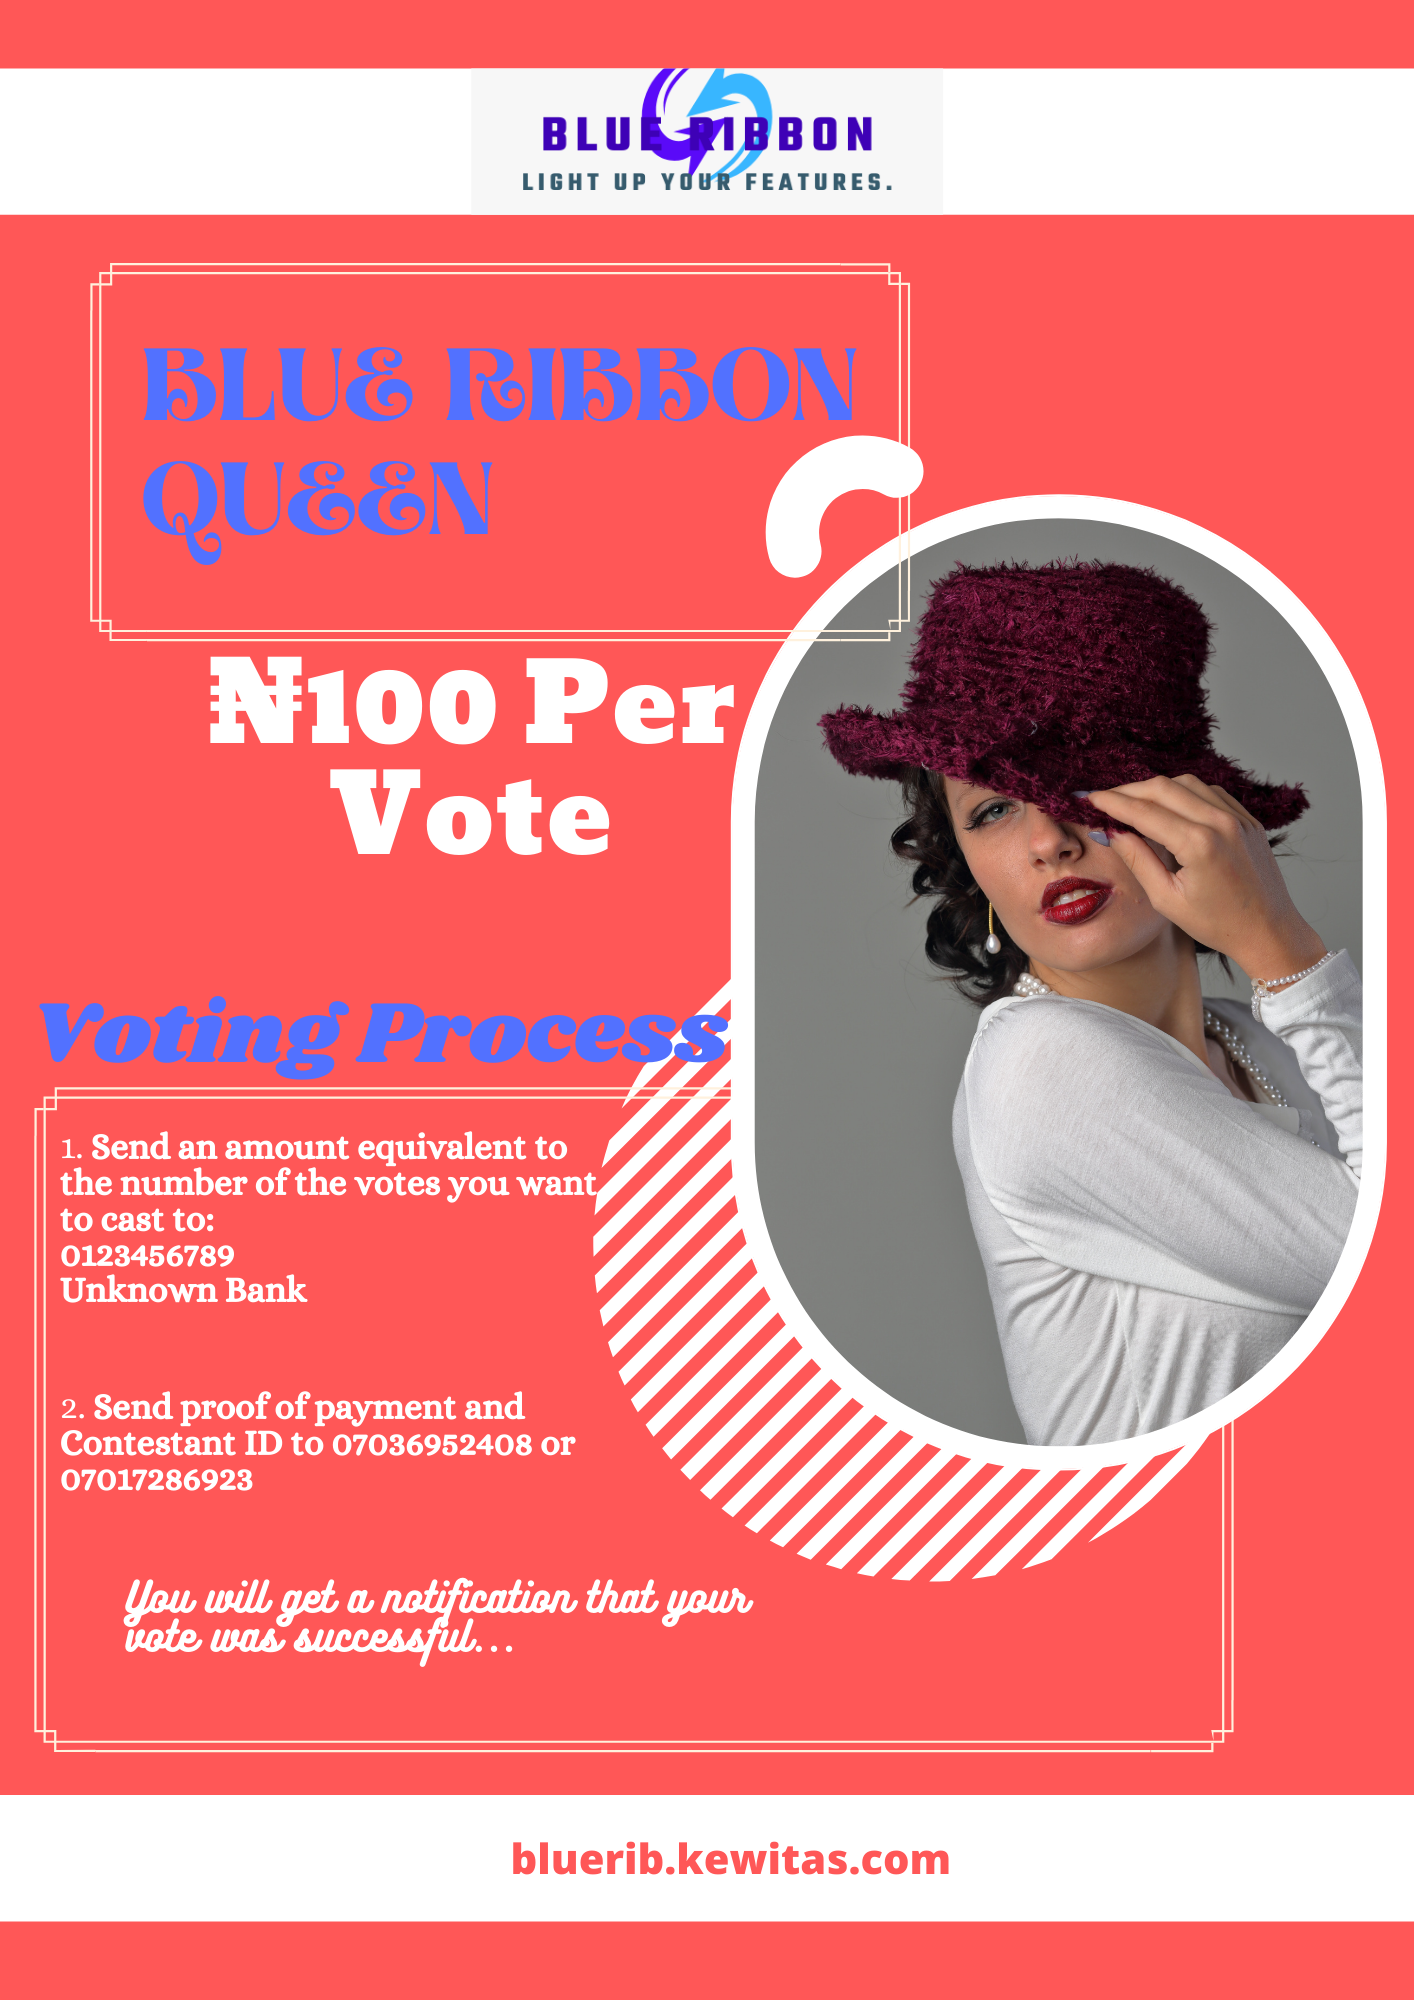 BLUE RIBBON
LIGHT UP YOUR FEATURES.
BLUE RIBBON
QUEEN
₦100 Per
Vote
Voting Process
1. Send an amount equivalent to
the number of the votes you want
to cast to:
0123456789
Unknown Bank
2. Send proof of payment and
Contestant ID to 07036952408 or
07017286923
You will get a notification that your
vote was successful...
bluerib.kewitas.com